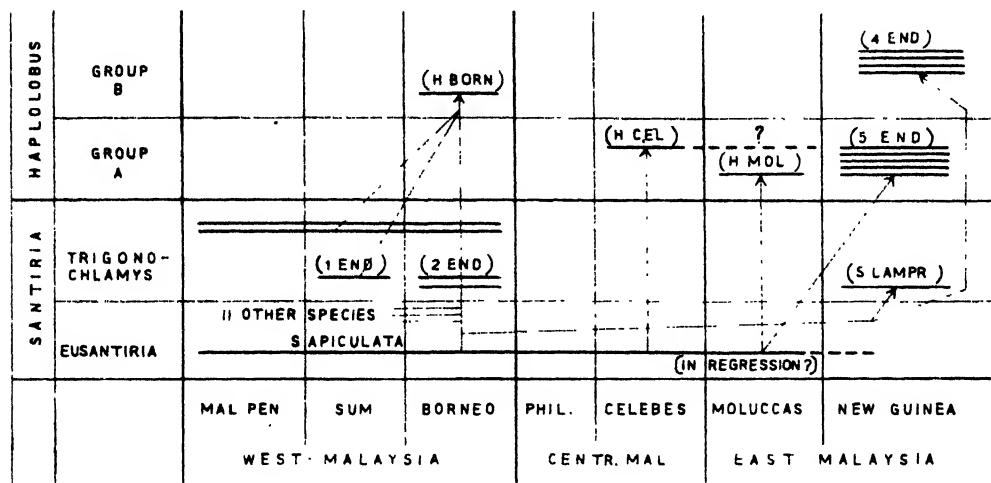 HAPLOLOBUS
GROUP
B
(H BORN)
(4 END)
GROUP
A
(H CEL)
?
(H MOL)
(5 END)
SANTIRIA
TRIGONO-
CHLAMYS
(1 END)
(2 END)
(S LAMPR)
11 OTHER SPECIES
S APICULATA
EUSANTIRIA
(IN REGRESSION?)
MAL PEN
SUM
BORNEO
PHIL.
CELEBES
MOLUCCAS
NEW GUINEA
WEST-MALAYSIA
CENTR. MAL
EAST MALAYSIA